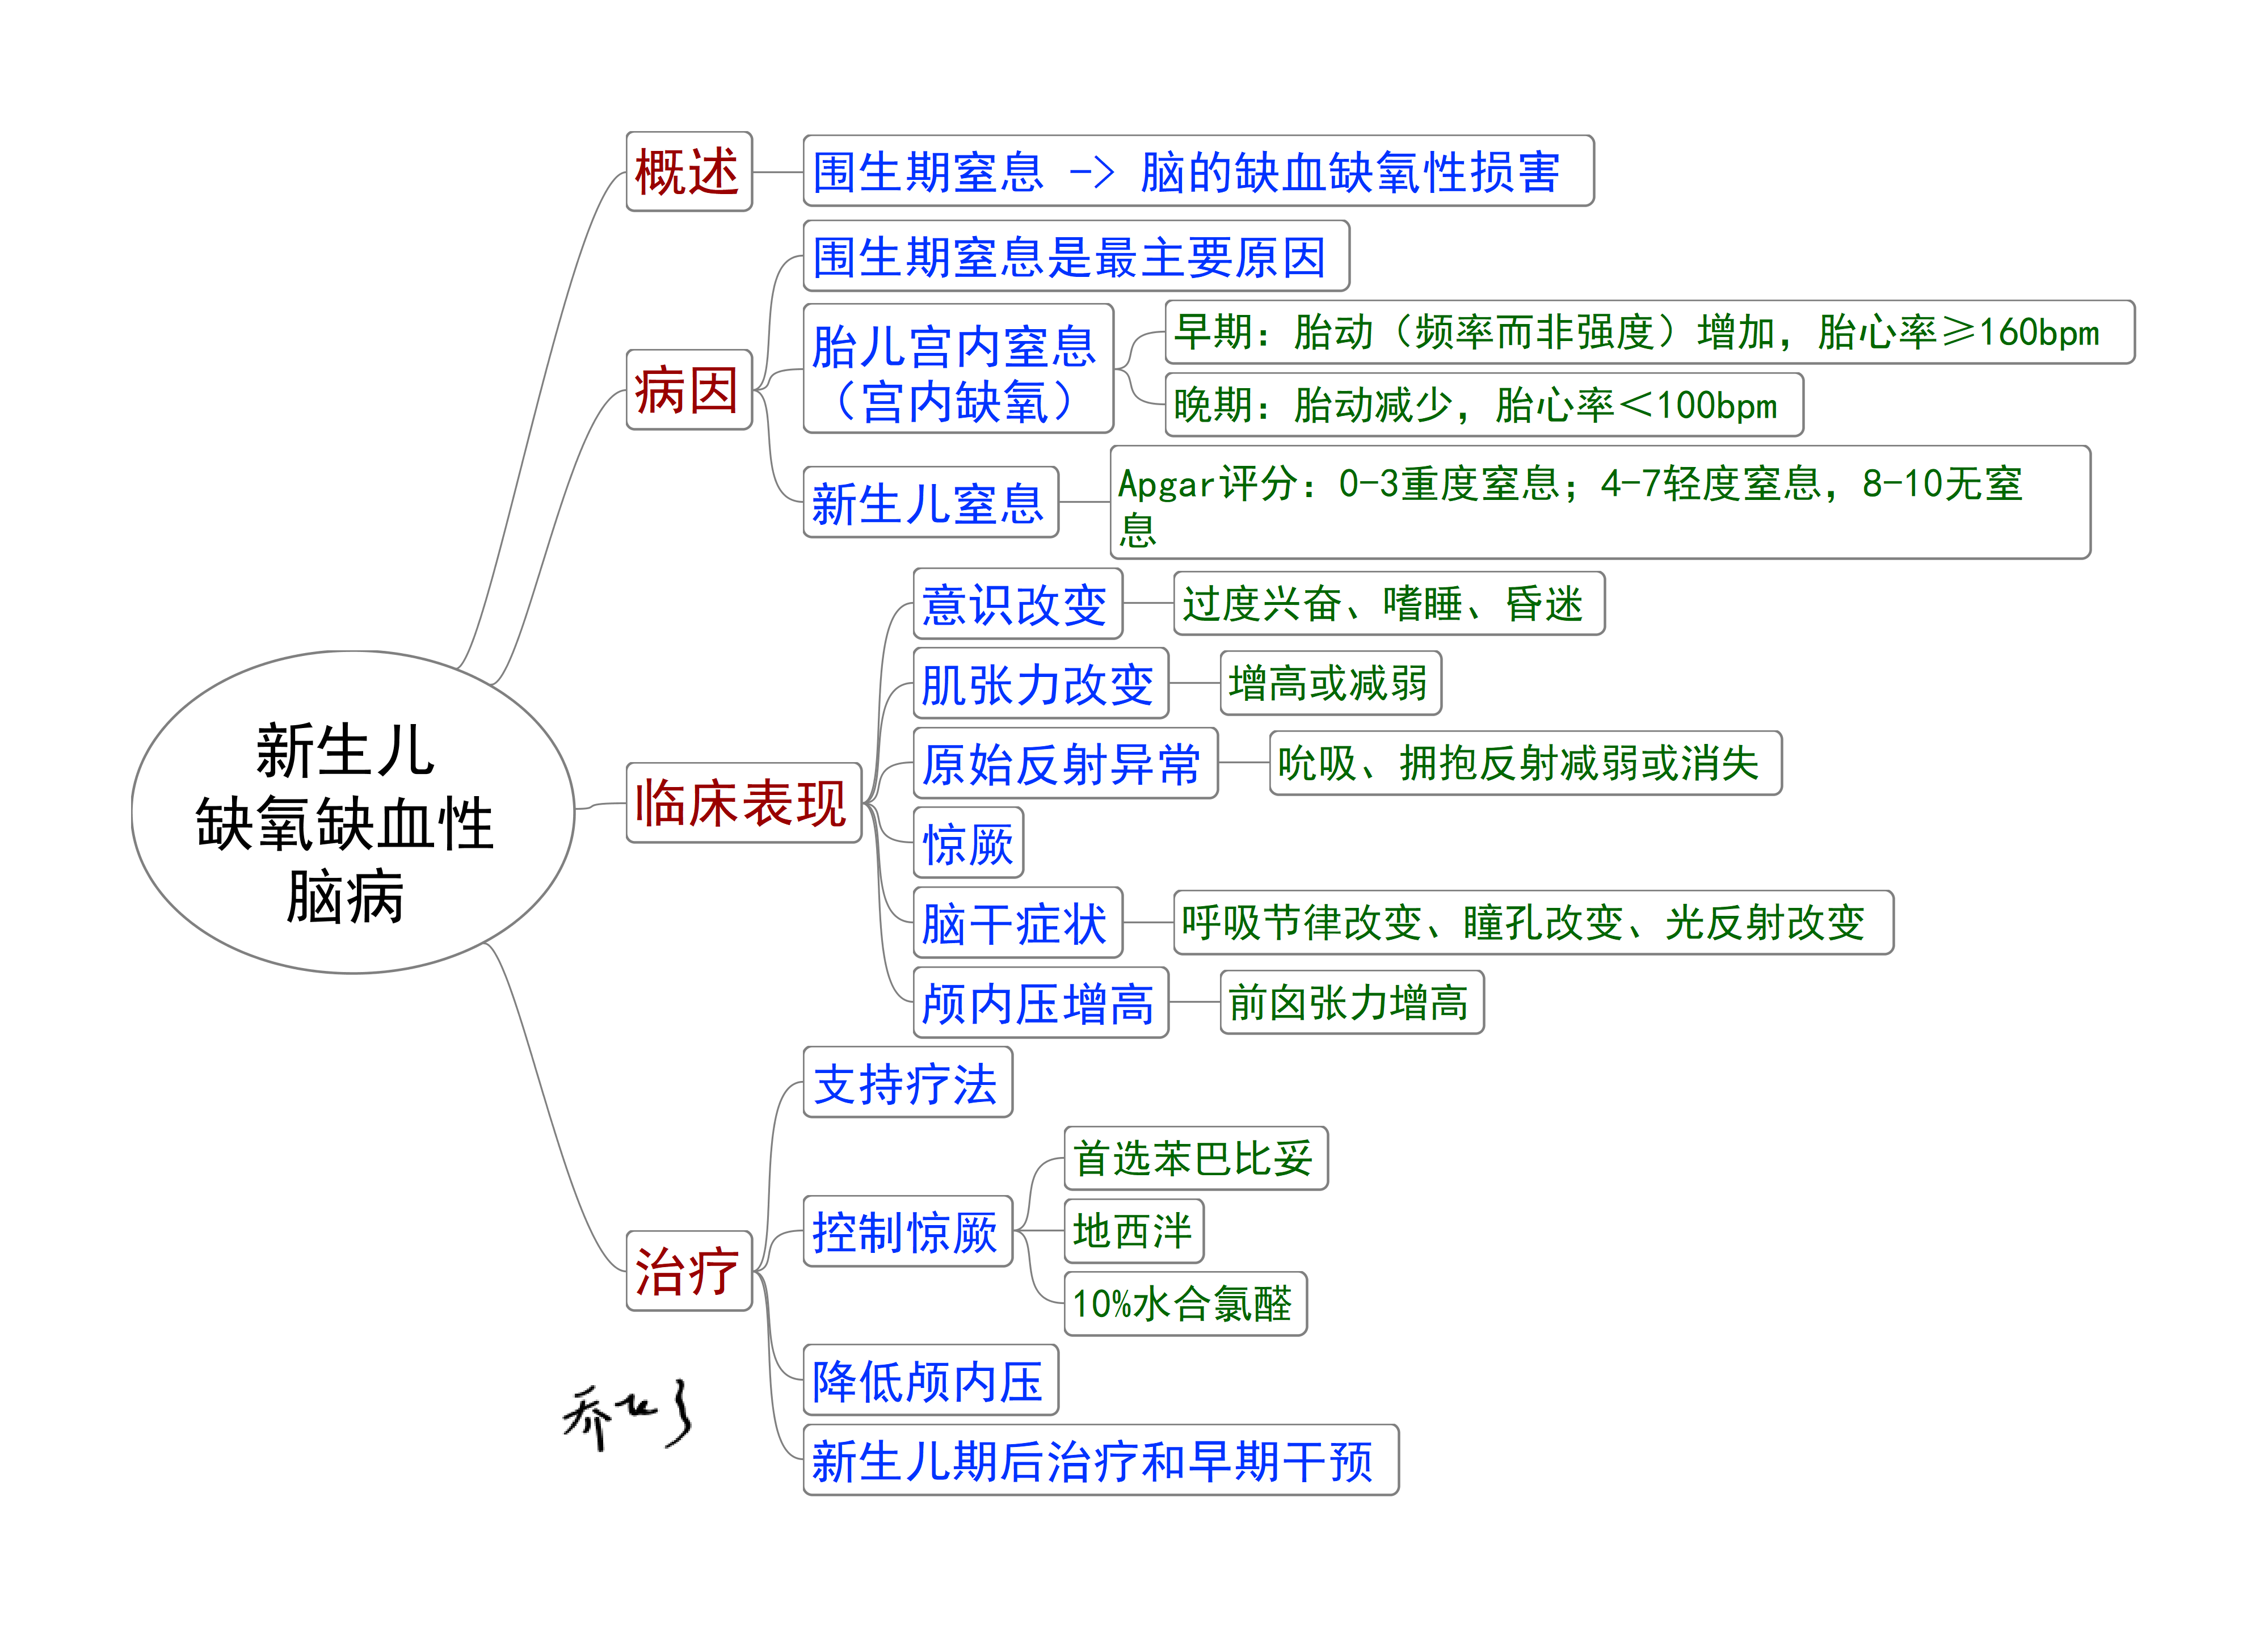 新生儿
缺氧缺血性
脑病
概述
围生期窒息 -> 脑的缺血缺氧性损害
病因
围生期窒息是最主要原因
胎儿宫内窒息
（宫内缺氧）
早期：胎动（频率而非强度）增加，胎心率≥160bpm
晚期：胎动减少，胎心率＜100bpm
新生儿窒息
Apgar评分：0-3重度窒息；4-7轻度窒息，8-10无窒
息
临床表现
意识改变
过度兴奋、嗜睡、昏迷
肌张力改变
增高或减弱
原始反射异常
吮吸、拥抱反射减弱或消失
惊厥
脑干症状
呼吸节律改变、瞳孔改变、光反射改变
颅内压增高
前囟张力增高
治疗
支持疗法
控制惊厥
首选苯巴比妥
地西泮
10%水合氯醛
降低颅内压
新生儿期后治疗和早期干预